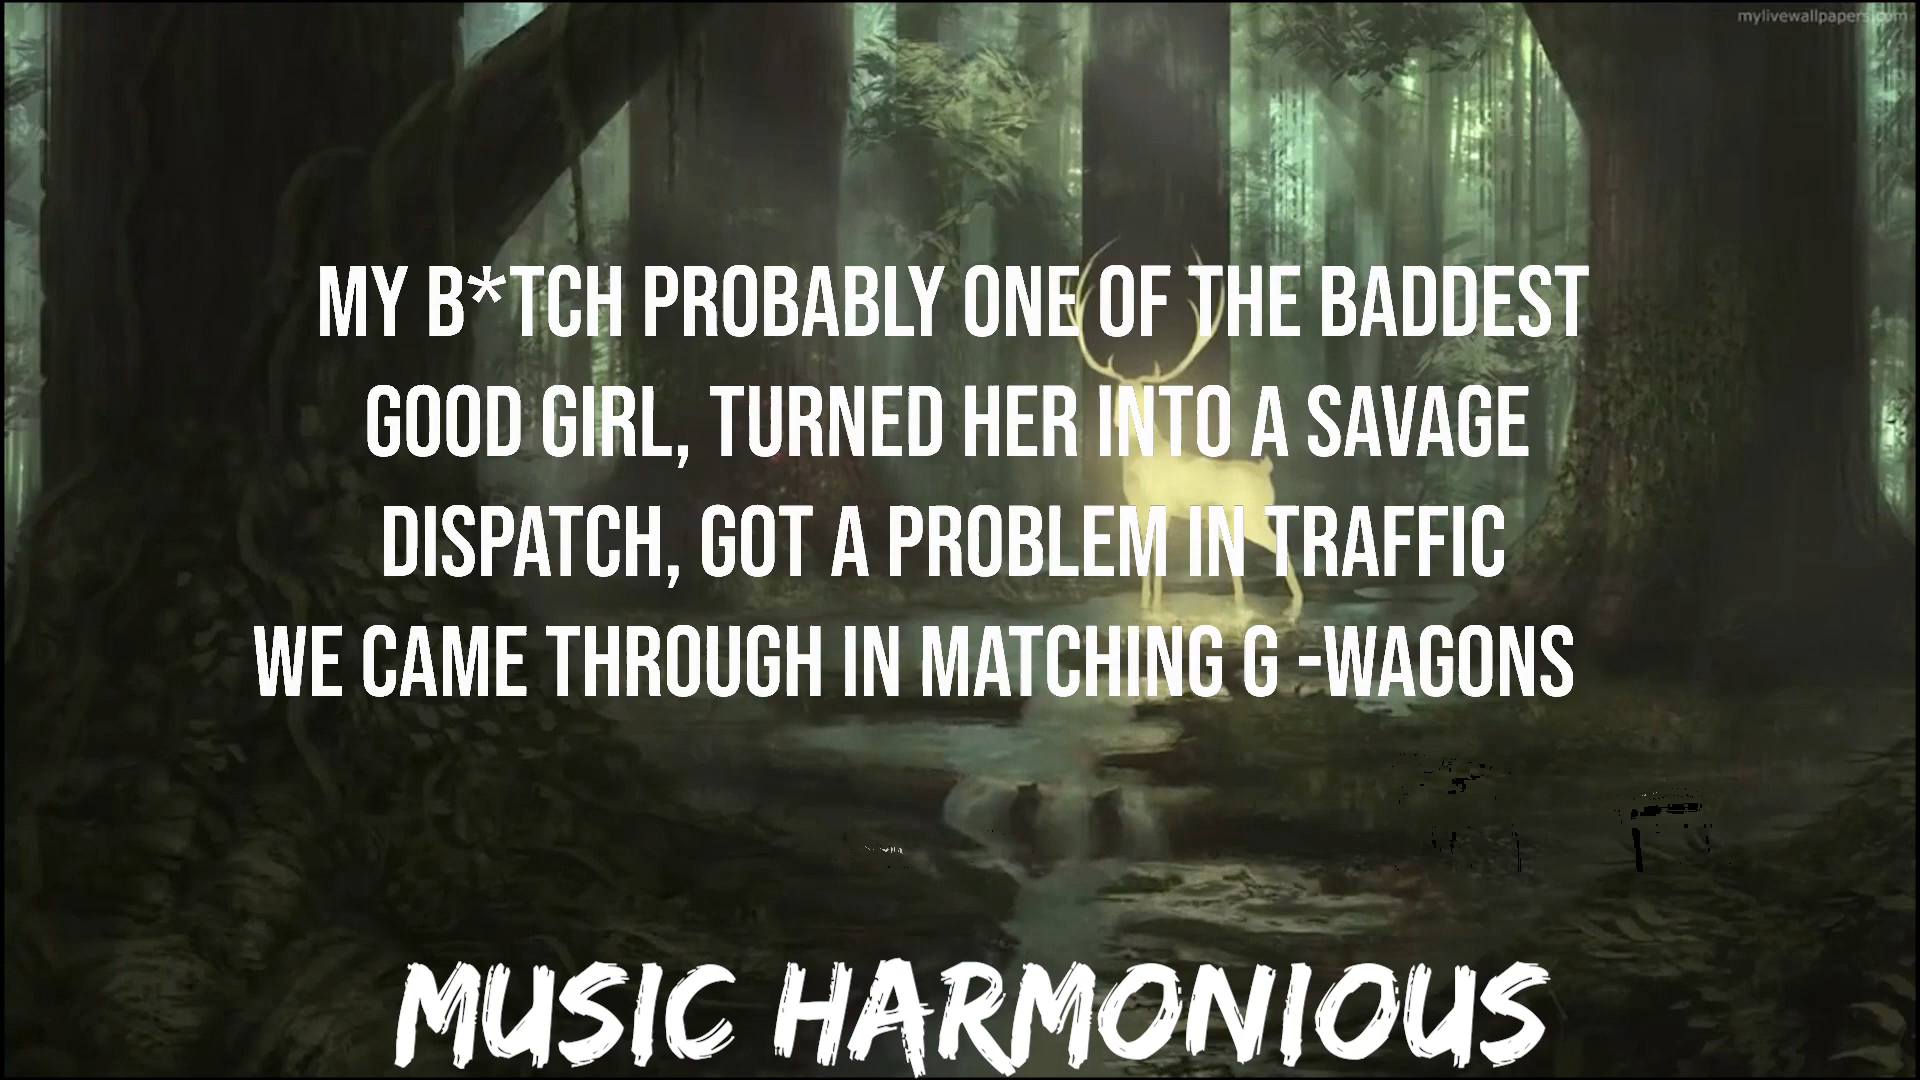 mylivewallpapers.com
MY B*TCH PROBABLY ONE OF THE BADDEST
GOOD GIRL, TURNED HER INTO A SAVAGE
DISPATCH, GOT A PROBLEM IN TRAFFIC
WE CAME THROUGH IN MATCHING G -WAGONS
MUSIC HARMONIOUS